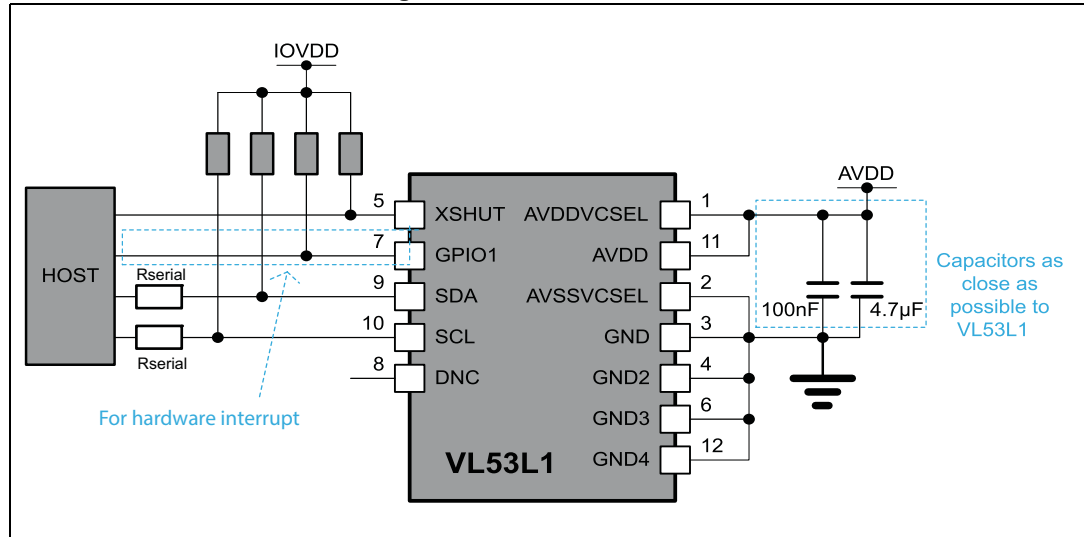 IOVDD
AVDD
HOST
Rserial
Rserial
5
7
9
10
8
XSHUT
GPIO1
SDA
SCL
DNC
AVDDVCSEL
AVDD
AVSSVCSEL
GND
GND2
GND3
GND4
1
11
2
3
4
6
12
VL53L1
100nF
4.7µF
Capacitors as
close as
possible to
VL53L1
For hardware interrupt